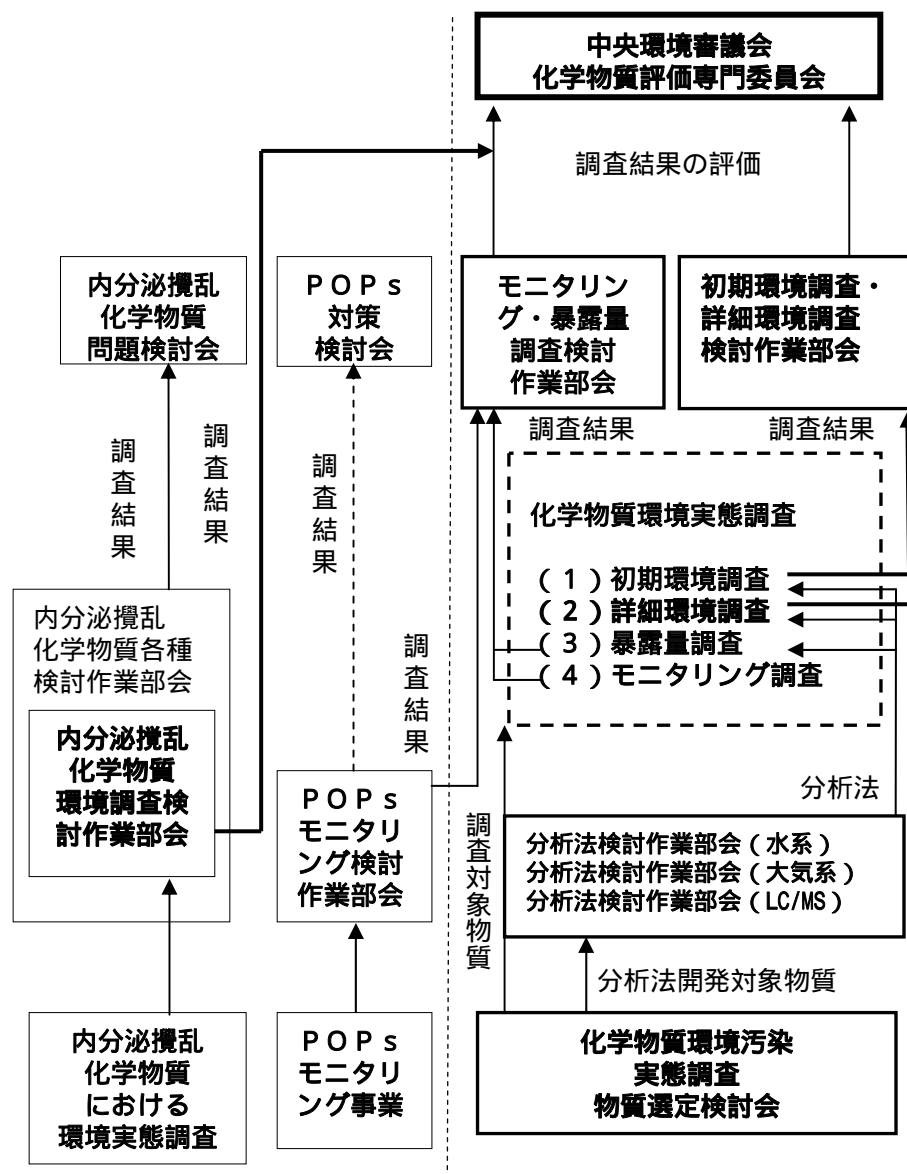 中央環境審議会
化学物質評価専門委員会
調査結果の評価
内分泌攪乱
化学物質
問題検討会
ＰＯＰｓ
対策
検討会
モニタリン
グ・暴露量
調査検討
作業部会
初期環境調査・
詳細環境調査
検討作業部会
調査結果
調査結果
調査結果
調査結果
調査結果
化学物質環境実態調査
（１）初期環境調査
（２）詳細環境調査
（３）暴露量調査
（４）モニタリング調査
内分泌攪乱
化学物質各種
検討作業部会
内分泌攪乱
化学物質
環境調査検
討作業部会
調査結果
ＰＯＰｓ
モニタリ
ング検討
作業部会
調査対象物質
分析法
分析法検討作業部会（水系）
分析法検討作業部会（大気系）
分析法検討作業部会（LC/MS）
分析法開発対象物質
内分泌攪乱
化学物質
における
環境実態調査
ＰＯＰｓ
モニタリ
ング事業
化学物質環境汚染
実態調査
物質選定検討会